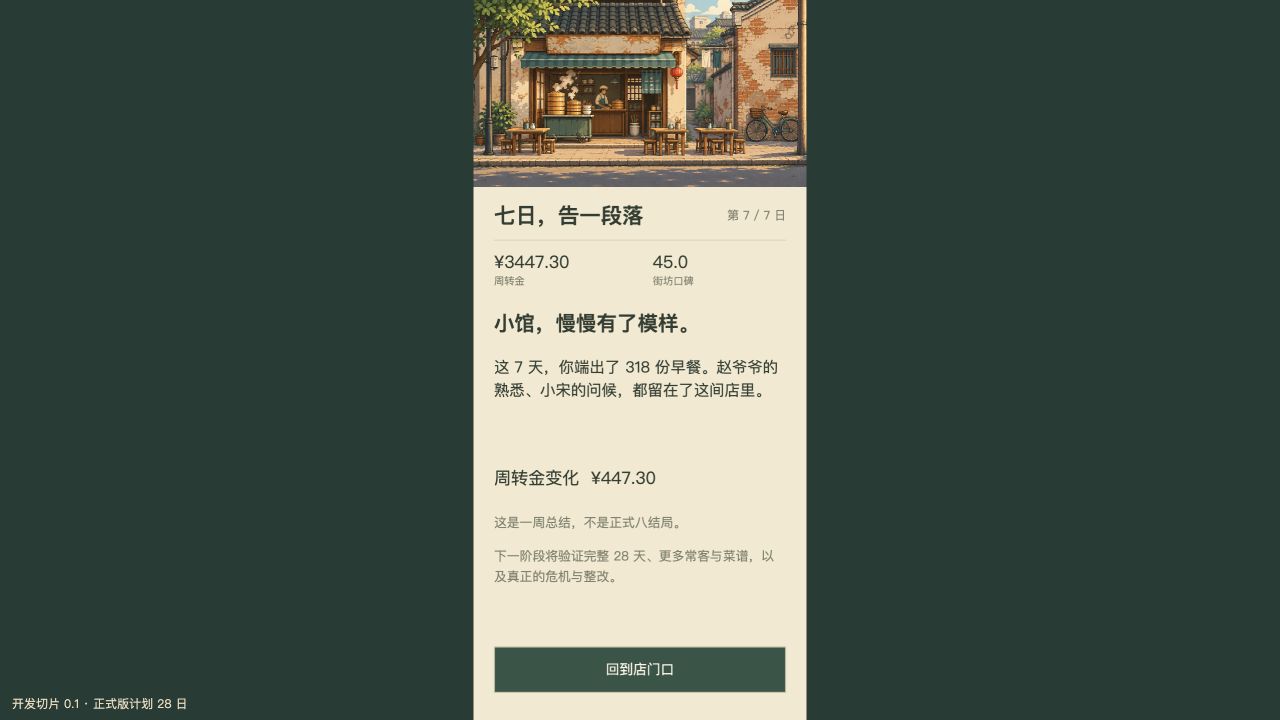 七日，告一段落
第 7 / 7 日
¥3447.30
周转金
45.0
街坊口碑
小馆，慢慢有了模样。
这 7 天，你端出了 318 份早餐。赵爷爷的
熟悉、小宋的问候，都留在了这间店里。
周转金变化 ¥447.30
这是一周总结，不是正式八结局。
下一阶段将验证完整 28 天、更多常客与菜谱，以
及真正的危机与整改。
回到店门口
开发切片 0.1 · 正式版计划 28 日